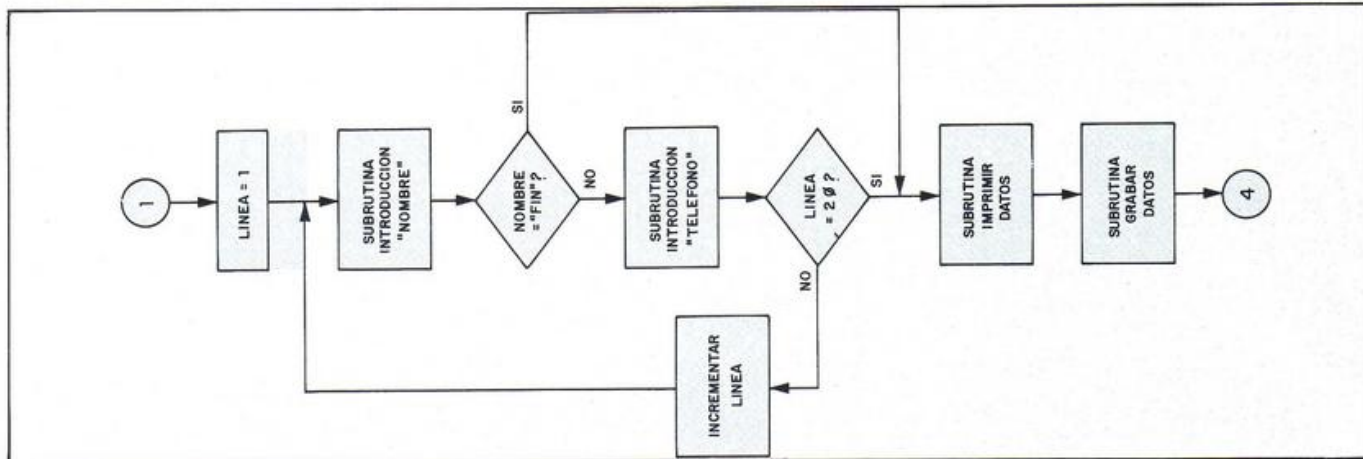 1
LINEA = 1
SUBRUTINA
INTRODUCCION
"NOMBRE"
NOMBRE
="FIN"?
SI
NO
SUBRUTINA
INTRODUCCION
"TELEFONO"
LINEA
= 2Ø?
SI
NO
INCREMENTAR
LINEA
SUBRUTINA
IMPRIMIR
DATOS
SUBRUTINA
GRABAR
DATOS
4